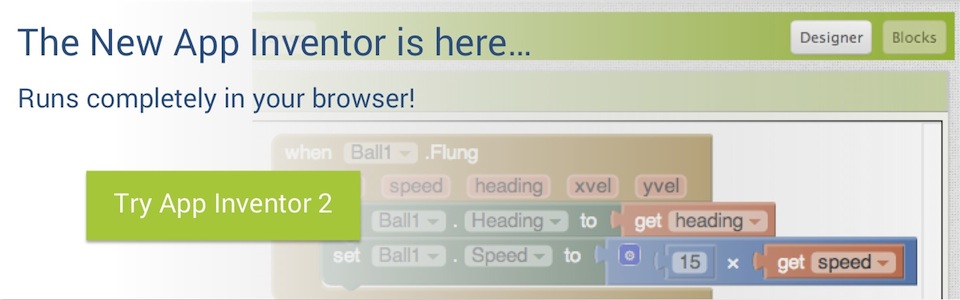 The New App Inventor is here...
Designer
Blocks
Runs completely in your browser!
when Ball1 .Flung
speed heading xvel yvel
Try App Inventor 2
Ball1 . Heading to get heading
set Ball1 . Speed to 15 × get speed